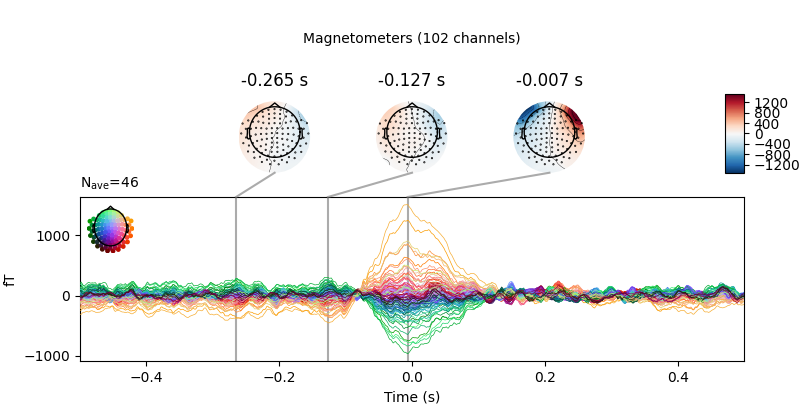 Magnetometers (102 channels)
-0.265 s
-0.127 s
-0.007 s
1200
800
400
0
−400
−800
−1200
Nave=46
1000
0
−1000
fT
−0.4
−0.2
0.0
0.2
0.4
Time (s)